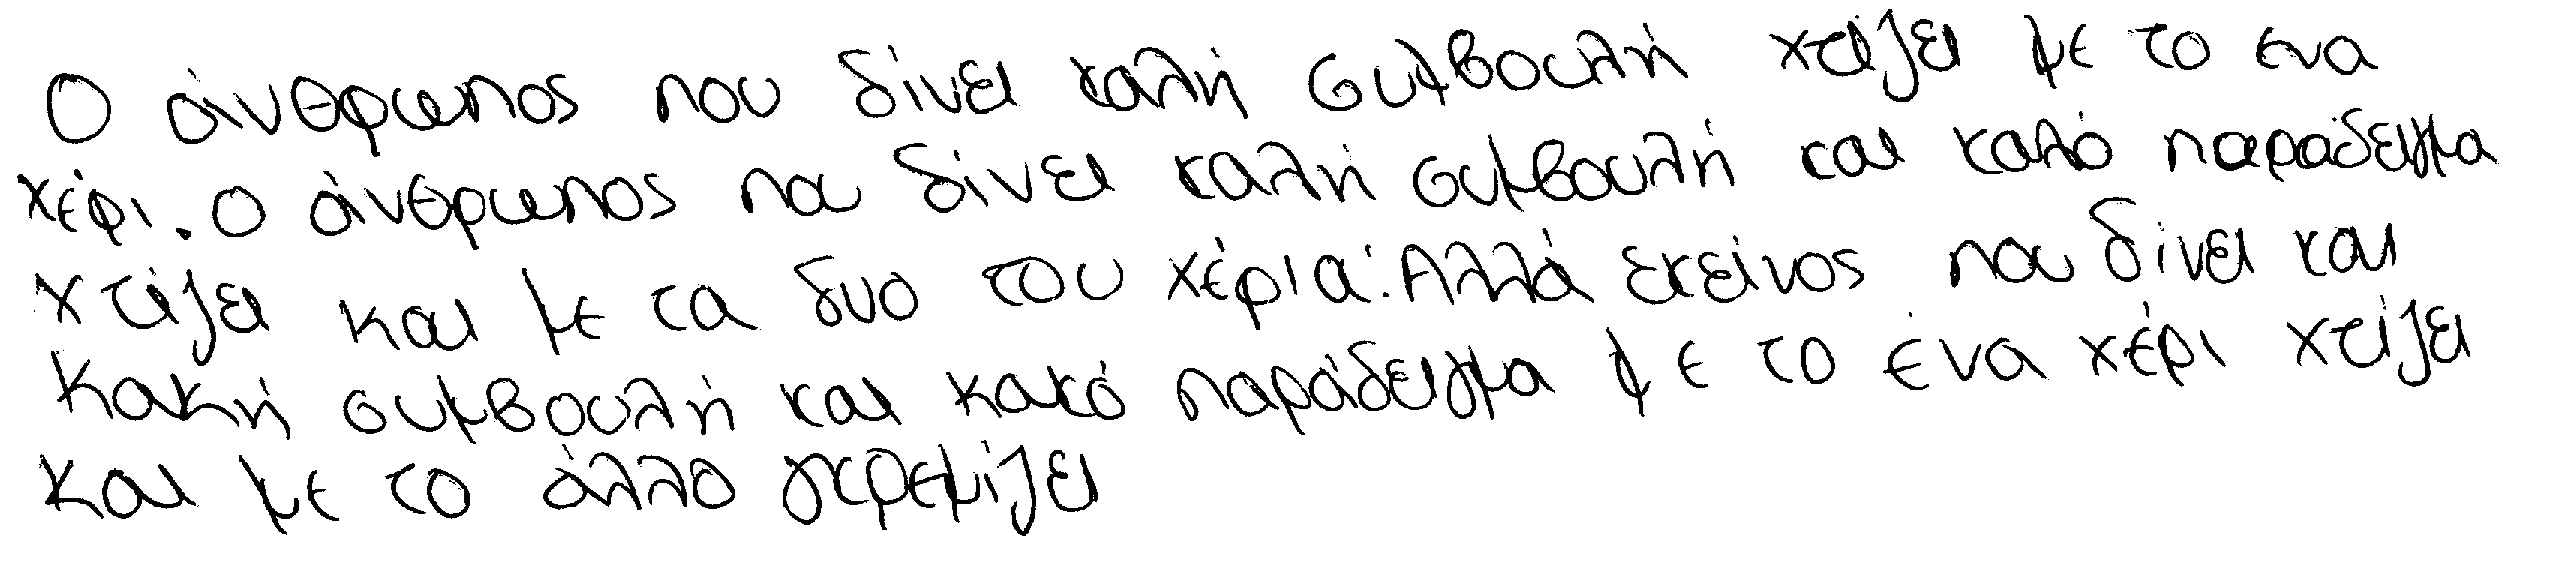 Ο άνθρωπος που δίνει καλή συμβουλή χτίζει με το ενα
χέρι. Ο άνθρωπος που δίνει καλή συμβουλή και καλό παράδειγμα
χτίζει και με τα δυο του χέρια. Αλλά εκείνος που δίνει και
κακή συμβουλή και κακό παράδειγμα με το ένα χέρι χτίζει
και με το άλλο γκρεμίζει